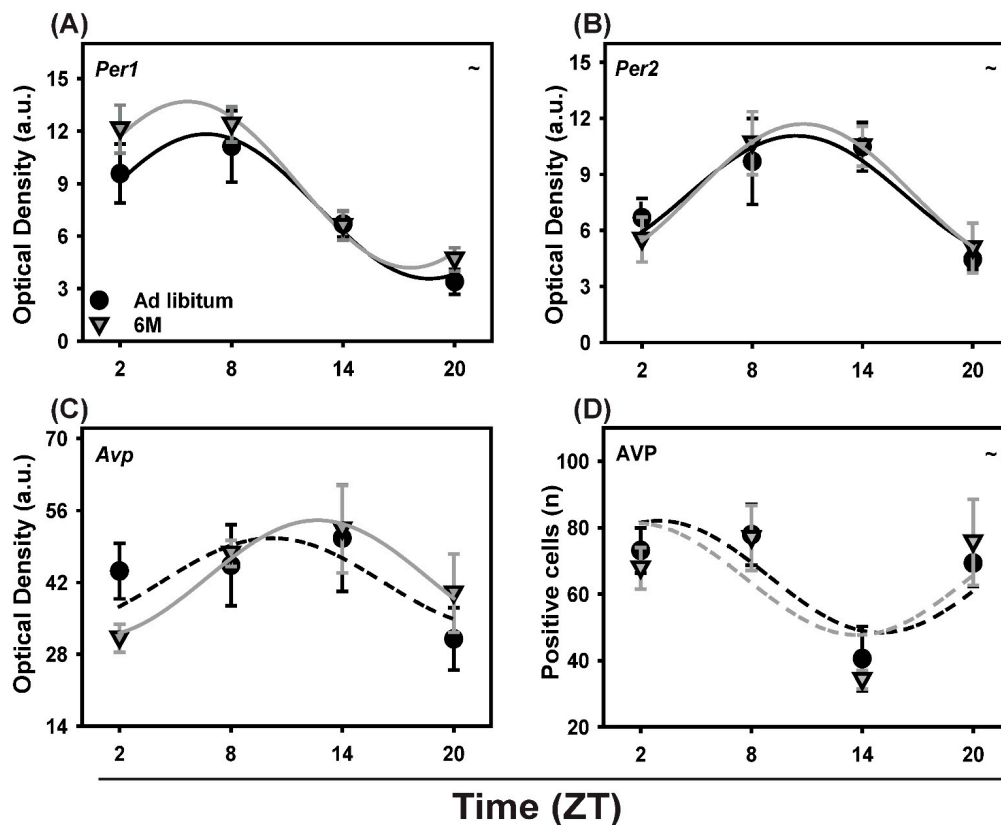 (A)
Per1 ~
Optical Density (a.u.)
15
12
9
6
3
0
Ad libitum
6M
2 8 14 20
(B)
Per2 ~
Optical Density (a.u.)
15
12
9
6
3
0
2 8 14 20
(C)
Avp
Optical Density (a.u.)
70
56
42
28
14
2 8 14 20
(D)
AVP ~
Positive cells (n)
100
80
60
40
20
2 8 14 20
Time (ZT)